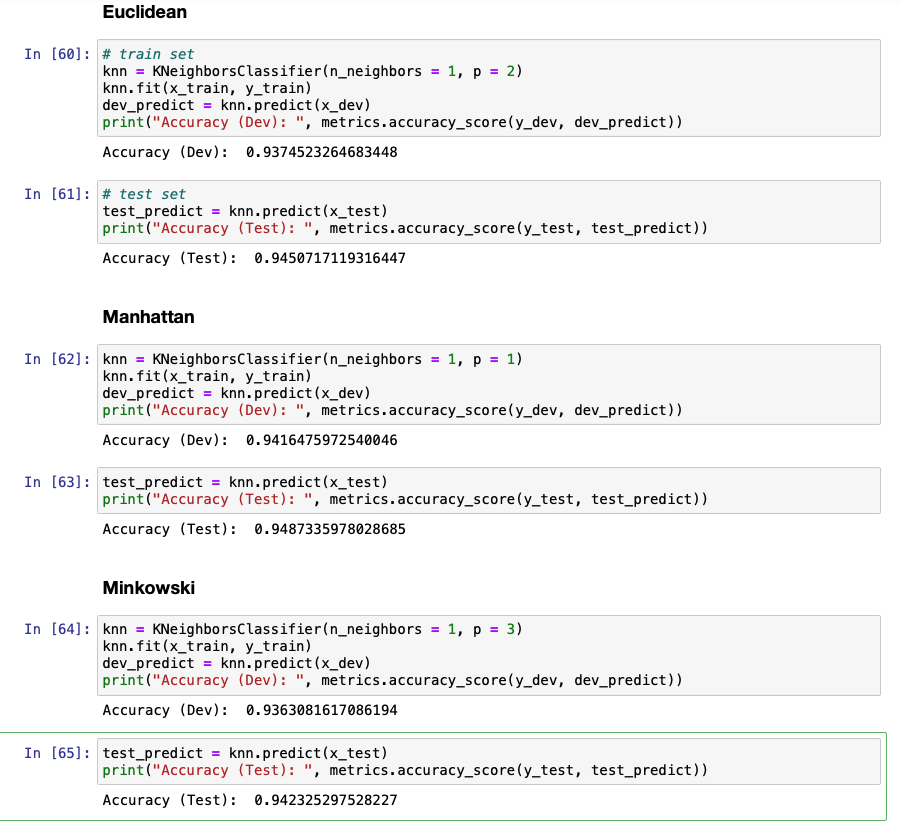 Euclidean
In [60]: # train set
knn = KNeighborsClassifier(n_neighbors = 1, p = 2)
knn.fit(x_train, y_train)
dev_predict = knn.predict(x_dev)
print("Accuracy (Dev): ", metrics.accuracy_score(y_dev, dev_predict))
Accuracy (Dev):  0.9374523264683448
In [61]: # test set
test_predict = knn.predict(x_test)
print("Accuracy (Test): ", metrics.accuracy_score(y_test, test_predict))
Accuracy (Test):  0.9450717119316447
Manhattan
In [62]: knn = KNeighborsClassifier(n_neighbors = 1, p = 1)
knn.fit(x_train, y_train)
dev_predict = knn.predict(x_dev)
print("Accuracy (Dev): ", metrics.accuracy_score(y_dev, dev_predict))
Accuracy (Dev):  0.9416475972540046
In [63]: test_predict = knn.predict(x_test)
print("Accuracy (Test): ", metrics.accuracy_score(y_test, test_predict))
Accuracy (Test):  0.9487335978028685
Minkowski
In [64]: knn = KNeighborsClassifier(n_neighbors = 1, p = 3)
knn.fit(x_train, y_train)
dev_predict = knn.predict(x_dev)
print("Accuracy (Dev): ", metrics.accuracy_score(y_dev, dev_predict))
Accuracy (Dev):  0.9363081617086194
In [65]: test_predict = knn.predict(x_test)
print("Accuracy (Test): ", metrics.accuracy_score(y_test, test_predict))
Accuracy (Test):  0.942325297528227